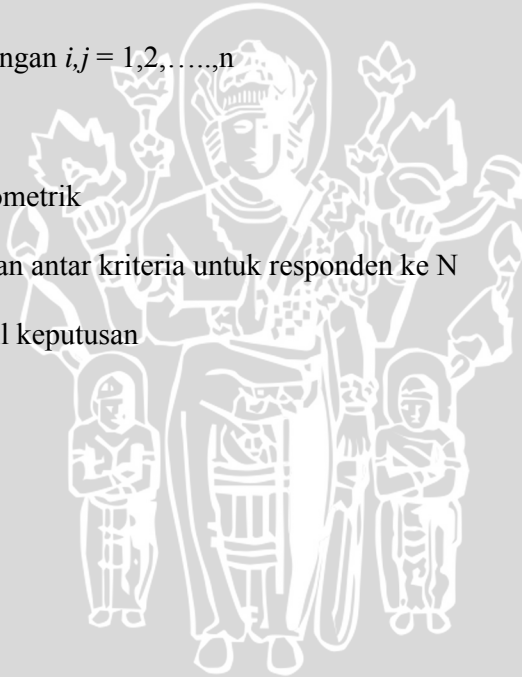 ngan i,j = 1,2,…..,n
ometrik
an antar kriteria untuk responden ke N
l keputusan